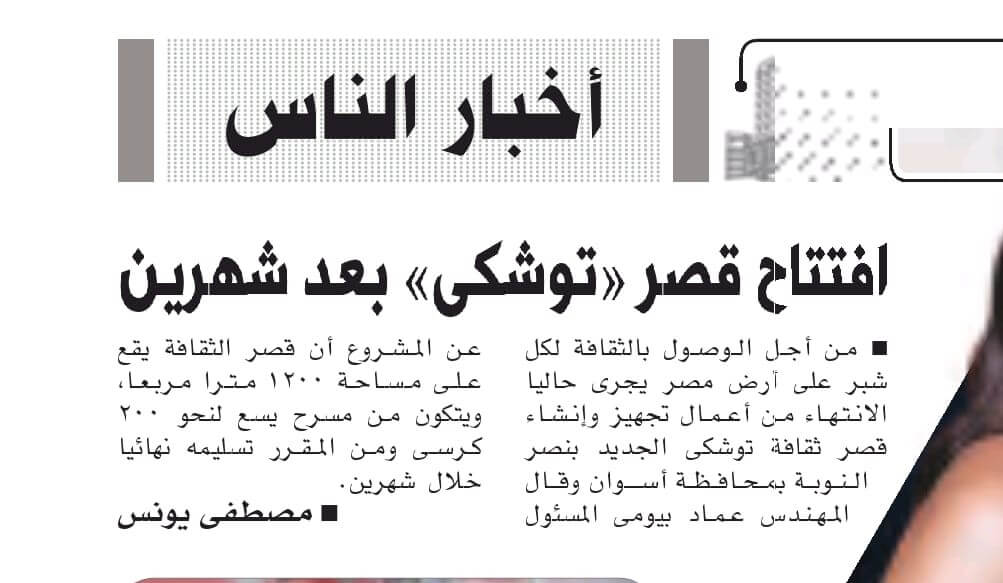 أخبار الناس
افتتاح قصر «توشكى» بعد شهرين
■ من أجل الوصول بالثقافة لكل
شبر على أرض مصر يجرى حاليا
الانتهاء من أعمال تجهيز وإنشاء
قصر ثقافة توشكى الجديد بنصر
النوبة بمحافظة أسوان وقال
المهندس عماد بيومى المسئول
عن المشروع أن قصر الثقافة يقع
على مساحة ١٢٠٠ مترا مربعا،
ويتكون من مسرح يسع لنحو ٢٠٠
كرسى ومن المقرر تسليمه نهائيا
خلال شهرين.
■ مصطفى يونس